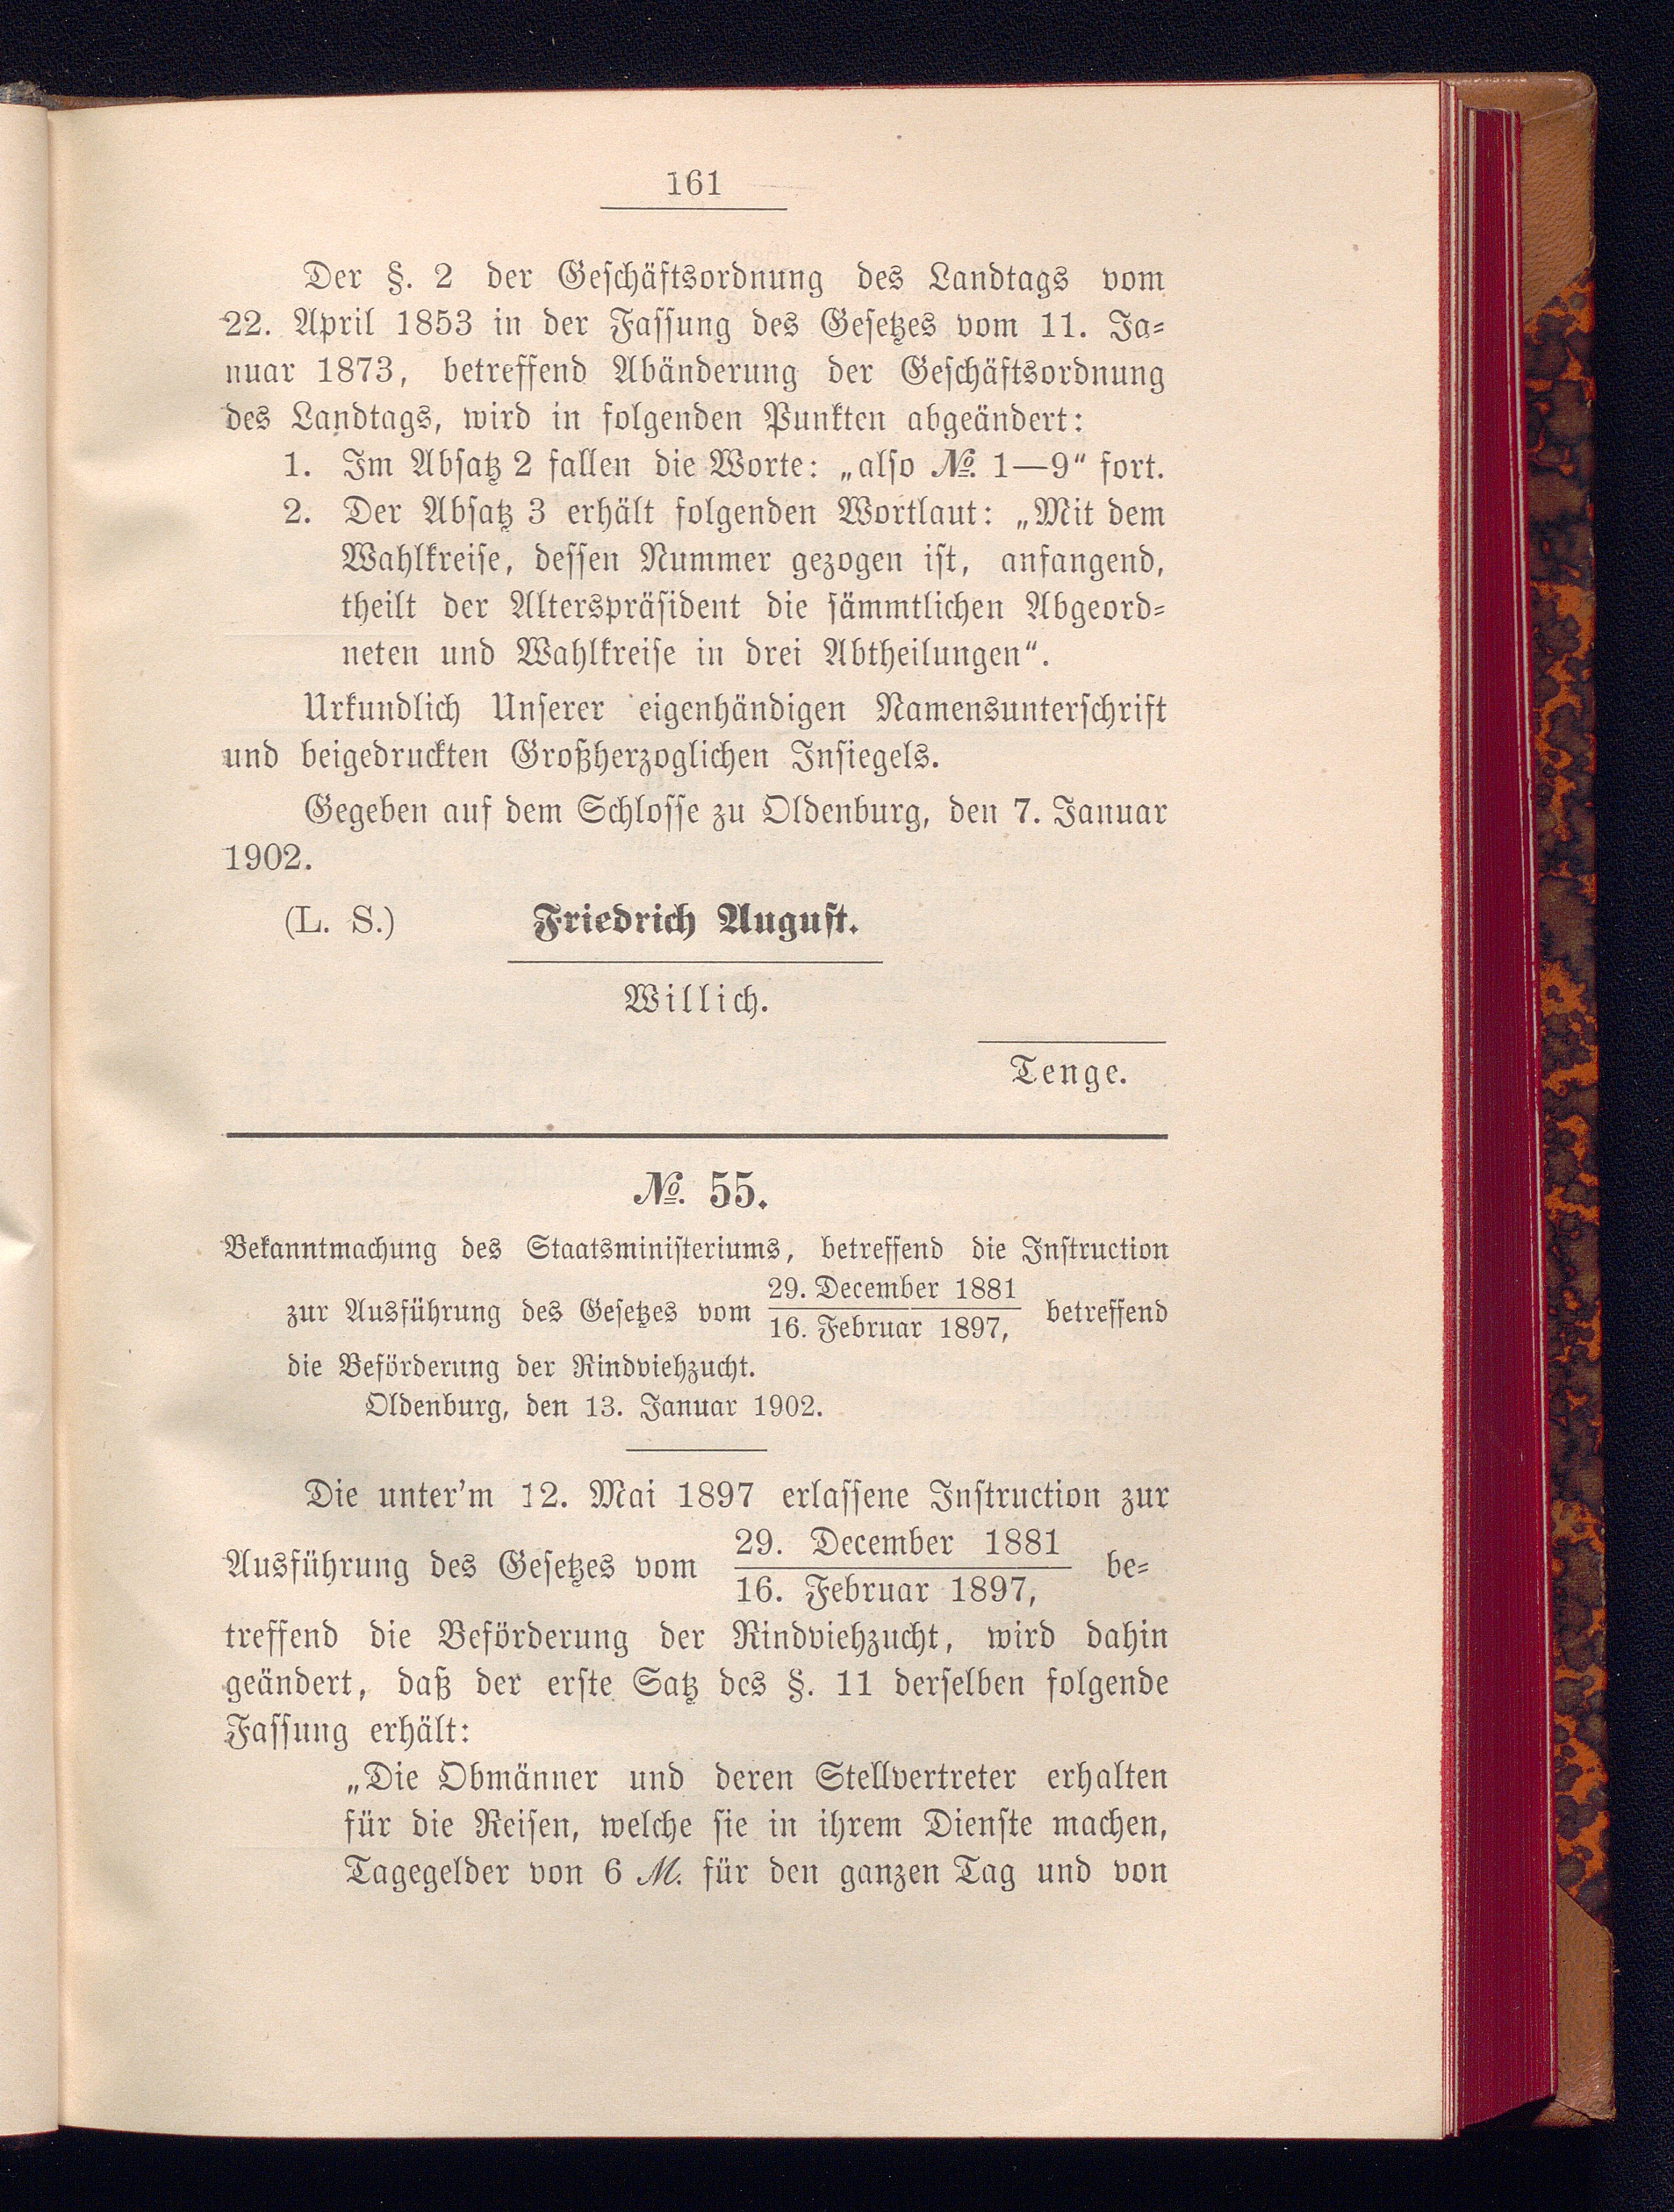 161
Der §. 2 der Geschäftsordnung des Landtags vom
22. April 1853 in der Fassung des Gesetzes vom 11. Ja-
nuar 1873, betreffend Abänderung der Geschäftsordnung
des Landtags, wird in folgenden Punkten abgeändert:
1. Im Absatz 2 fallen die Worte: „also №. 1—9“ fort.
2. Der Absatz 3 erhält folgenden Wortlaut: „Mit dem
Wahlkreise, dessen Nummer gezogen ist, anfangend,
theilt der Alterspräsident die sämmtlichen Abgeord-
neten und Wahlkreise in drei Abtheilungen“.
Urkundlich Unserer eigenhändigen Namensunterschrift
und beigedruckten Großherzoglichen Insiegels.
Gegeben auf dem Schlosse zu Oldenburg, den 7. Januar
1902.
(L. S.) Friedrich August.
Willich.
Tenge.
№. 55.
Bekanntmachung des Staatsministeriums, betreffend die Instruction
29. December 1881
zur Ausführung des Gesetzes vom betreffend
16. Februar 1897,
die Beförderung der Rindviehzucht.
Oldenburg, den 13. Januar 1902.
Die unter'm 12. Mai 1897 erlassene Instruction zur
29. December 1881
Ausführung des Gesetzes vom be-
16. Februar 1897,
treffend die Beförderung der Rindviehzucht, wird dahin
geändert, daß der erste Satz des §. 11 derselben folgende
Fassung erhält:
„Die Obmänner und deren Stellvertreter erhalten
für die Reisen, welche sie in ihrem Dienste machen,
Tagegelder von 6 M. für den ganzen Tag und von